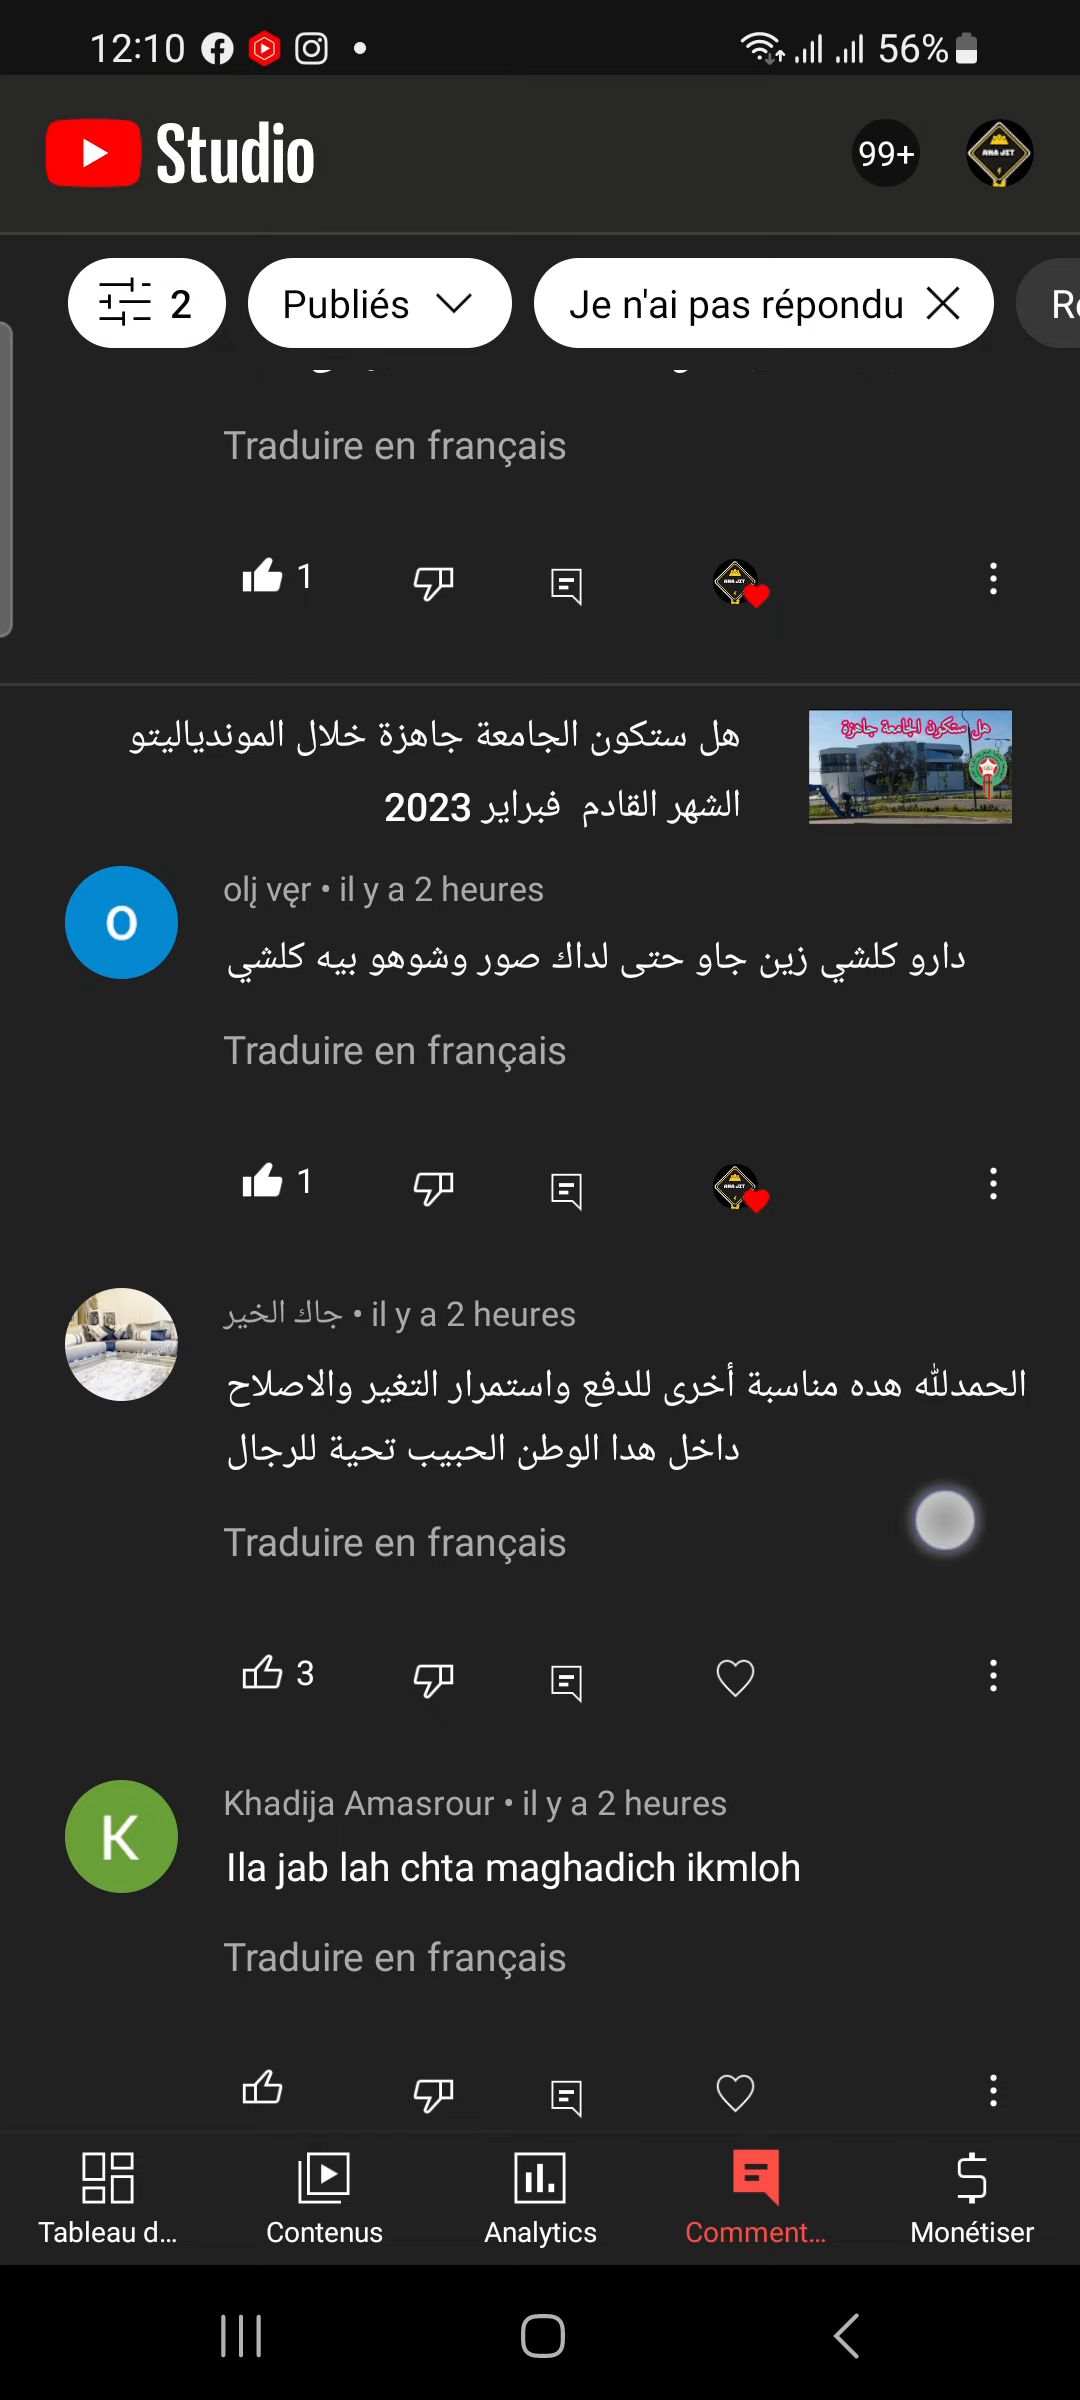 12:10
56%
Studio
99+
2
Publiés
Je n'ai pas répondu
Traduire en français
1
هل ستكون الجامعة جاهزة خلال الموندياليتو
الشهر القادم فبراير 2023
هل ستكون الجامعة جاهزة
olį vęr • il y a 2 heures
دارو كلشي زين جاو حتى لداك صور وشوهو بيه كلشي
Traduire en français
1
جاك الخير • il y a 2 heures
الحمدلله هده مناسبة أخرى للدفع واستمرار التغير والاصلاح
داخل هدا الوطن الحبيب تحية للرجال
Traduire en français
3
K
Khadija Amasrour • il y a 2 heures
Ila jab lah chta maghadich ikmloh
Traduire en français
Tableau d...
Contenus
Analytics
Comment...
Monétiser